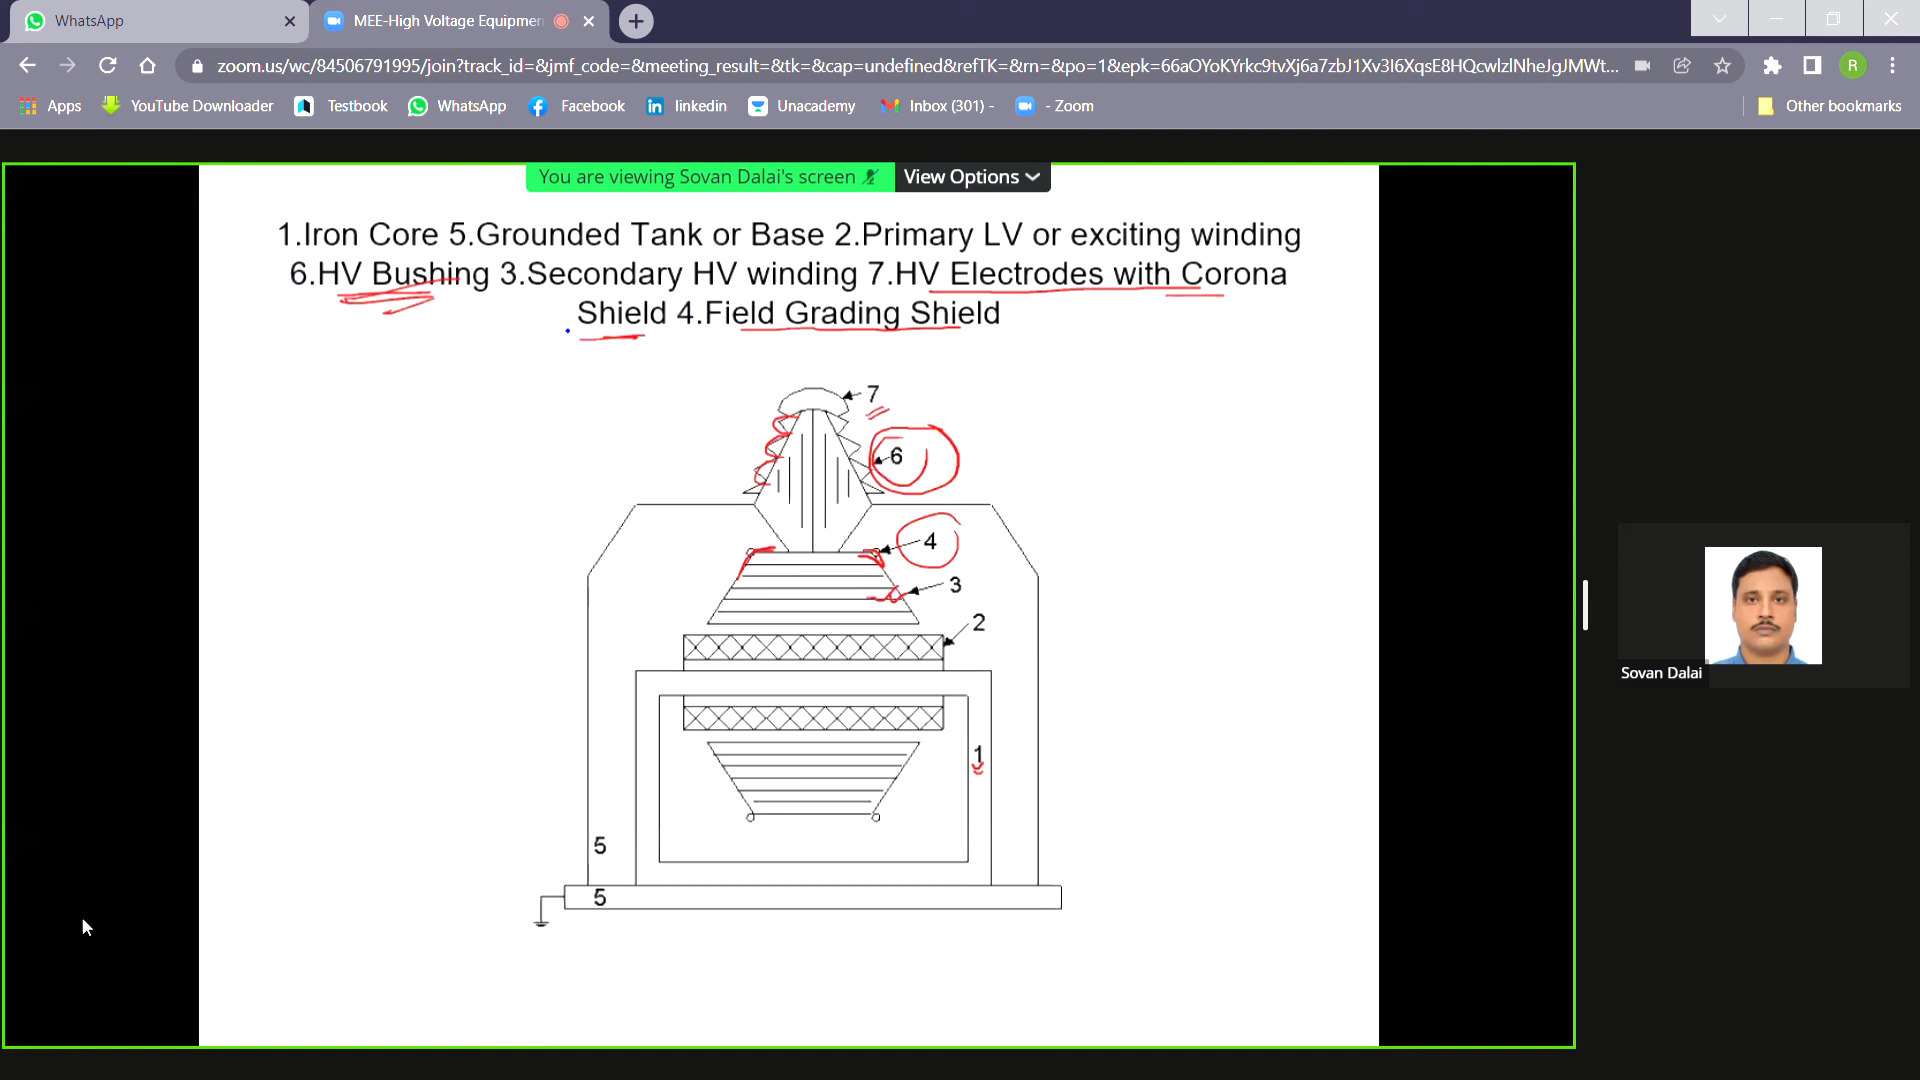 WhatsApp
MEE-High Voltage Equipmen
zoom.us/wc/84506791995/join?track_id=&jmf_code=&meeting_result=&tk=&cap=undefined&refTK=&rn=&po=1&epk=66aOYoKYrkc9tvXj6a7zbJ1Xv3I6XqsE8HQcwlzlNheJgJMWt...
R
Apps
YouTube Downloader
Testbook
WhatsApp
Facebook
linkedin
Unacademy
Inbox (301) -
- Zoom
Other bookmarks
You are viewing Sovan Dalai's screen
View Options
1.Iron Core 5.Grounded Tank or Base 2.Primary LV or exciting winding
6.HV Bushing 3.Secondary HV winding 7.HV Electrodes with Corona
Shield 4.Field Grading Shield
7
6
4
3
2
1
5
5
Sovan Dalai